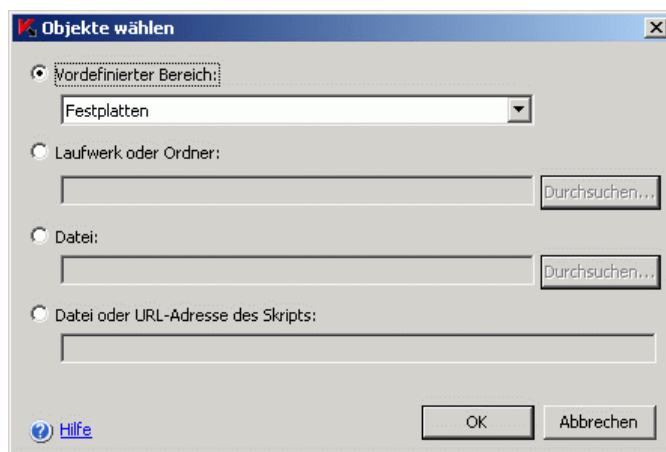 Objekte wählen
Vordefinierter Bereich:
Festplatten
Laufwerk oder Ordner:
Durchsuchen...
Datei:
Durchsuchen...
Datei oder URL-Adresse des Skripts:
Hilfe
OK
Abbrechen